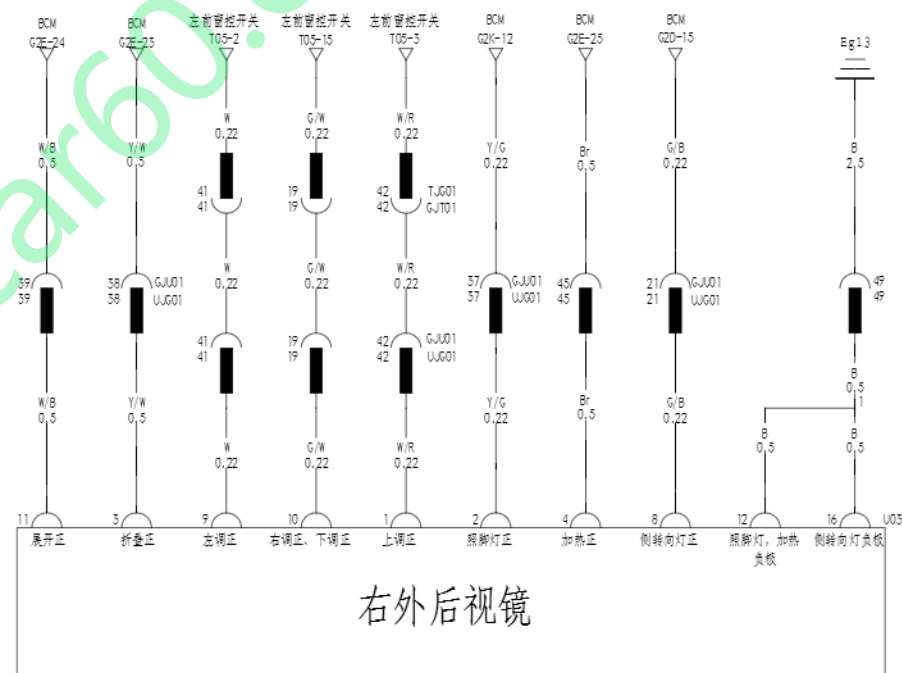 BCM BCM 左前窗控开关 左前窗控开关 左前窗控开关 BCM BCM BCM
G2E-24 G2E-23 T05-2 T05-15 T05-3 G2K-12 G2E-25 G2D-15 Eg13
W G/W W/R
0.22 0.22 0.22
W/B Y/W Y/G Br G/B B
0.5 0.5 0.22 0.5 0.22 2.5
41 19 42 TJG01
41 19 42 GJT01
W G/W W/R
0.22 0.22 0.22
39 38 GJU01 37 GJU01 45 21 GJU01 49
39 38 UJG01 37 UJG01 45 21 UJG01 49
41 19 42 GJU01
41 19 42 UJG01
B
0.5
1
W/B Y/W Y/G Br G/B
0.5 0.5 0.22 0.5 0.22
B B
0.5 0.5
W G/W W/R
0.22 0.22 0.22
11 3 9 10 1 2 4 8 12 16 U03
展开正 折叠正 左调正 右调正、下调正 上调正 照脚灯正 加热正 侧转向灯正 照脚灯，加热 侧转向灯负极
负极
右外后视镜
car60.